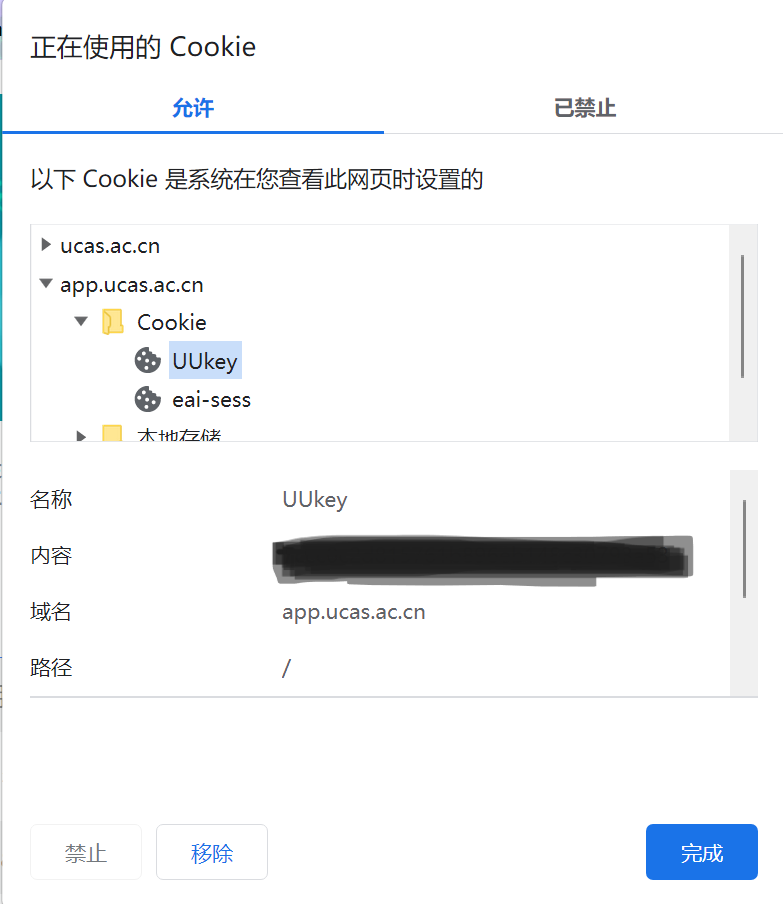 正在使用的 Cookie
允许 已禁止
以下 Cookie 是系统在您查看此网页时设置的
ucas.ac.cn
app.ucas.ac.cn
Cookie
UUkey
eai-sess
本地存储
名称 UUkey
内容
域名 app.ucas.ac.cn
路径 /
禁止 移除 完成